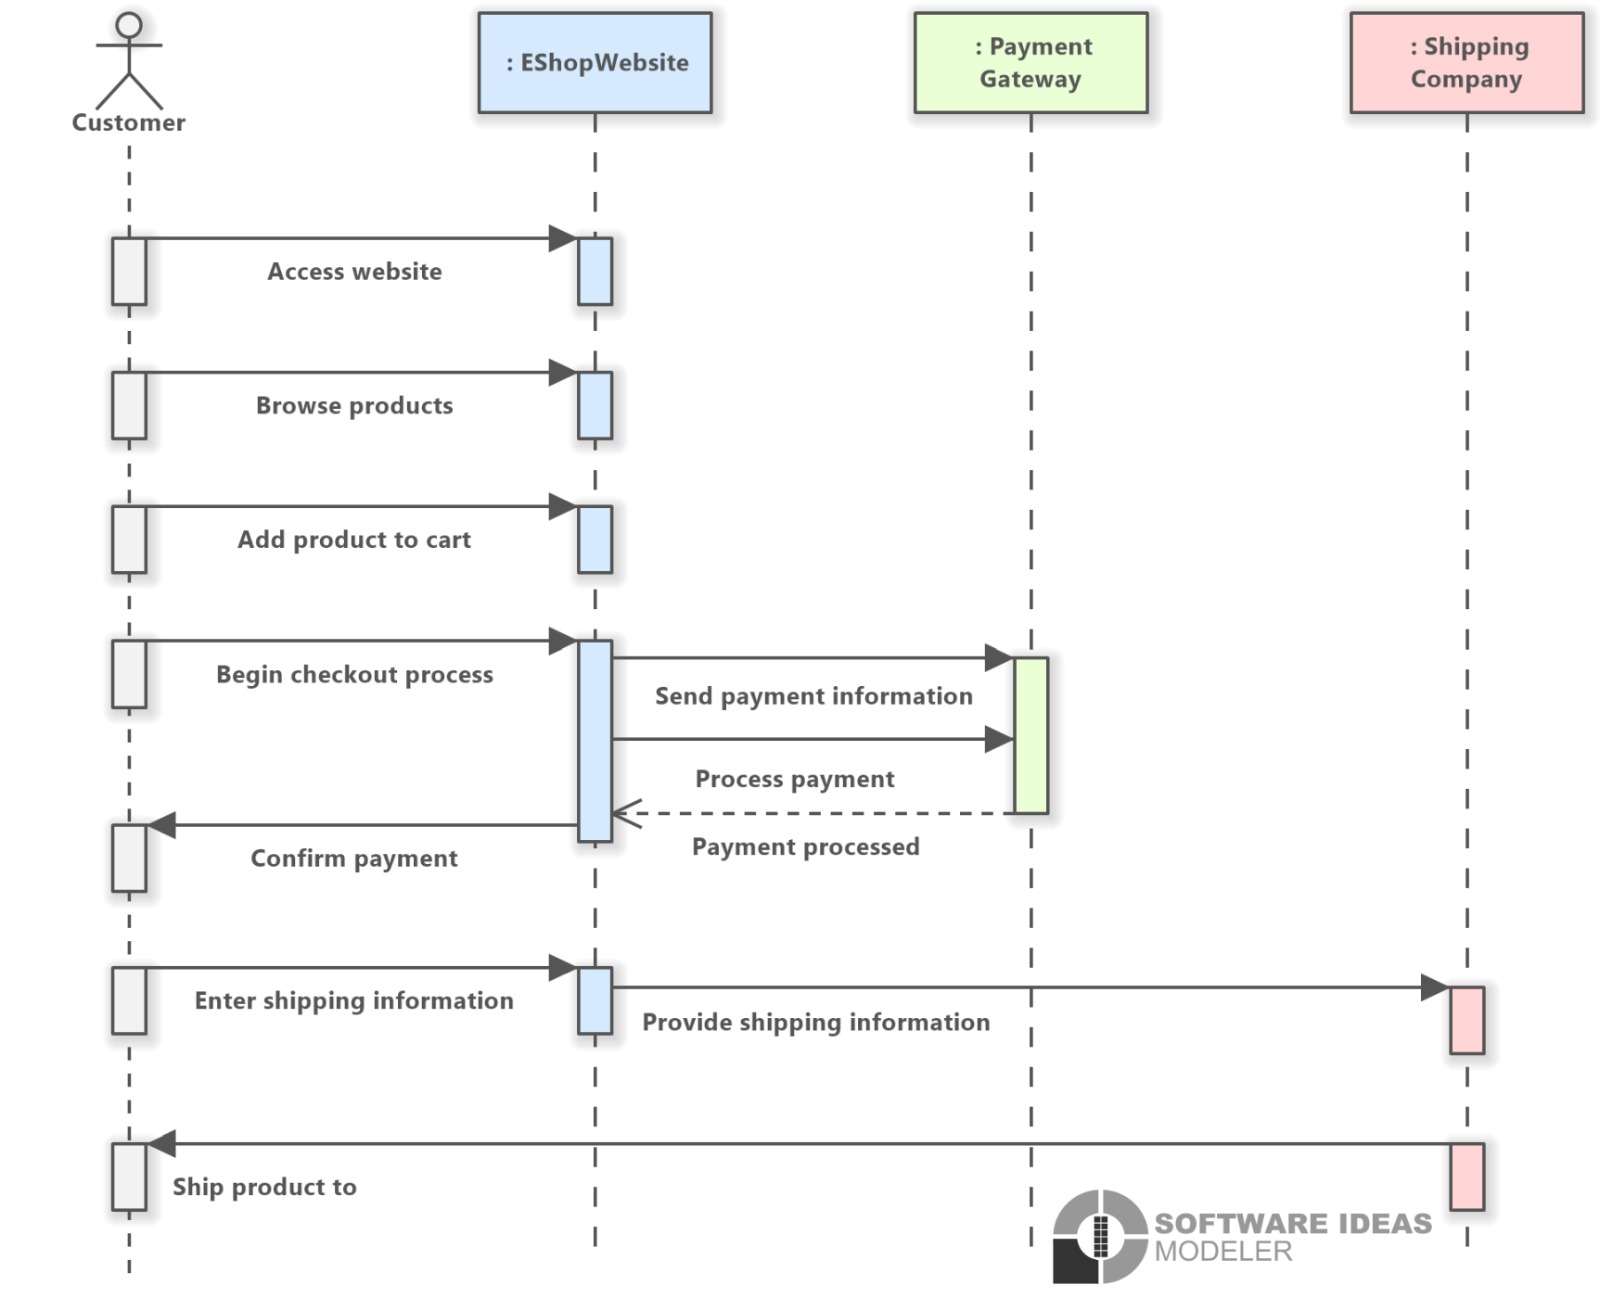 Customer
: EShopWebsite
: Payment
Gateway
: Shipping
Company
Access website
Browse products
Add product to cart
Begin checkout process
Send payment information
Process payment
Payment processed
Confirm payment
Enter shipping information
Provide shipping information
Ship product to
SOFTWARE IDEAS
MODELER